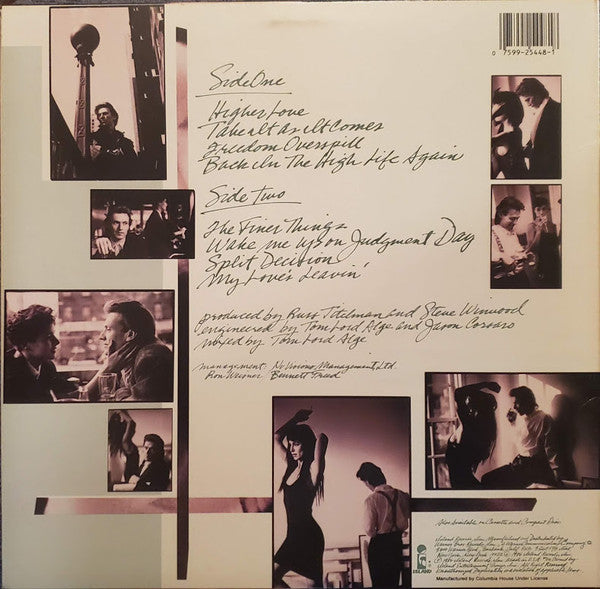 0 7599-25448-1
Side One
Higher Love
Take It As It Comes
Freedom Overspill
Back In The High Life Again
Side Two
The Finer Things
Wake me up on Judgment Day
Split Decision
My Love's Leavin'
produced by Russ Titelman and Steve Winwood
engineered by Tom Lord Alge and Jason Corsaro
mixed by Tom Lord Alge
management: Management Ltd.
Ron Weisner Bennett Freed
Also Available on Cassette and Compact Disc
ISLAND
Manufactured by Columbia House Under License